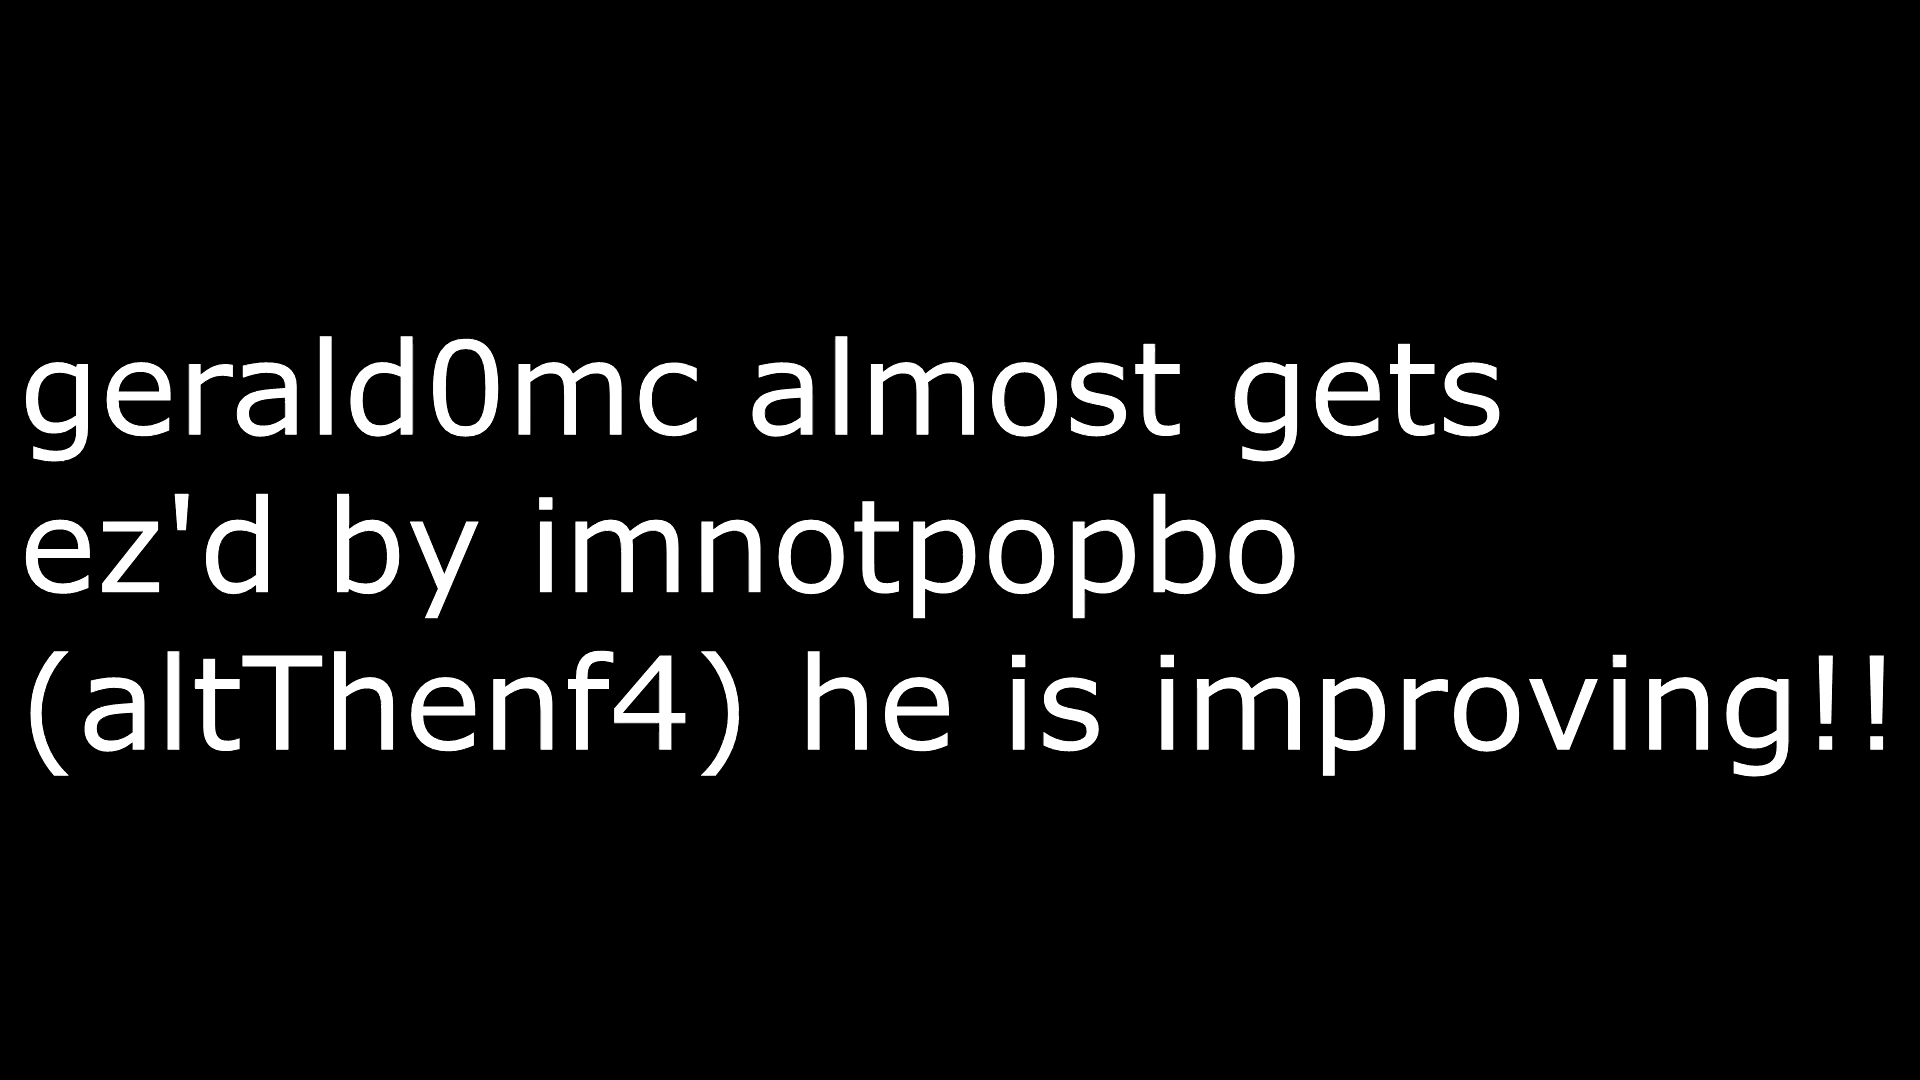 gerald0mc almost gets
ez'd by imnotpopbo
(altThenf4) he is improving!!